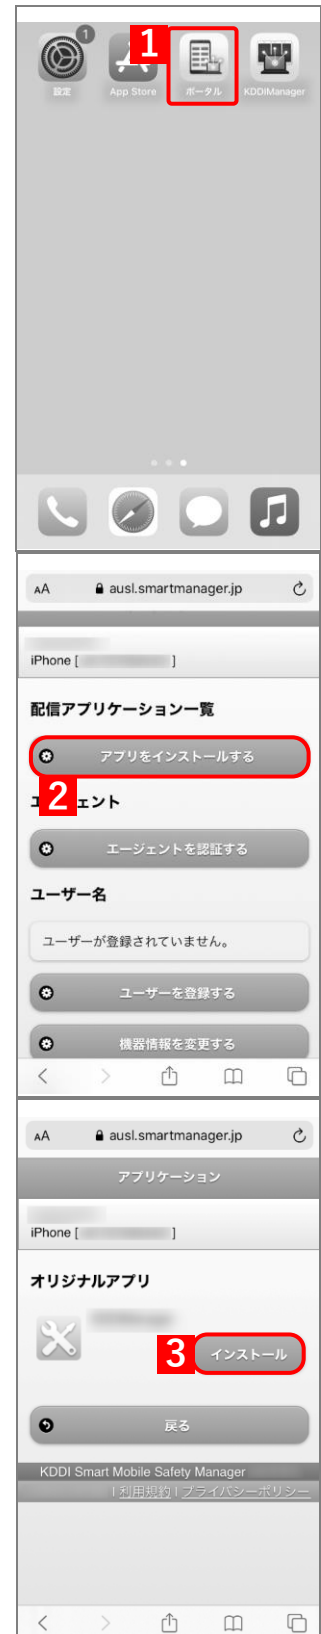 1
1
設定
App Store
ポータル
KDDIManager
AA
ausl.smartmanager.jp
iPhone [
]
配信アプリケーション一覧
アプリをインストールする
2
エ
ェント
エージェントを認証する
ユーザー名
ユーザーが登録されていません。
ユーザーを登録する
機器情報を変更する
AA
ausl.smartmanager.jp
アプリケーション
iPhone [
]
オリジナルアプリ
3
インストール
戻る
KDDI Smart Mobile Safety Manager
| 利用規約 | プライバシーポリシー